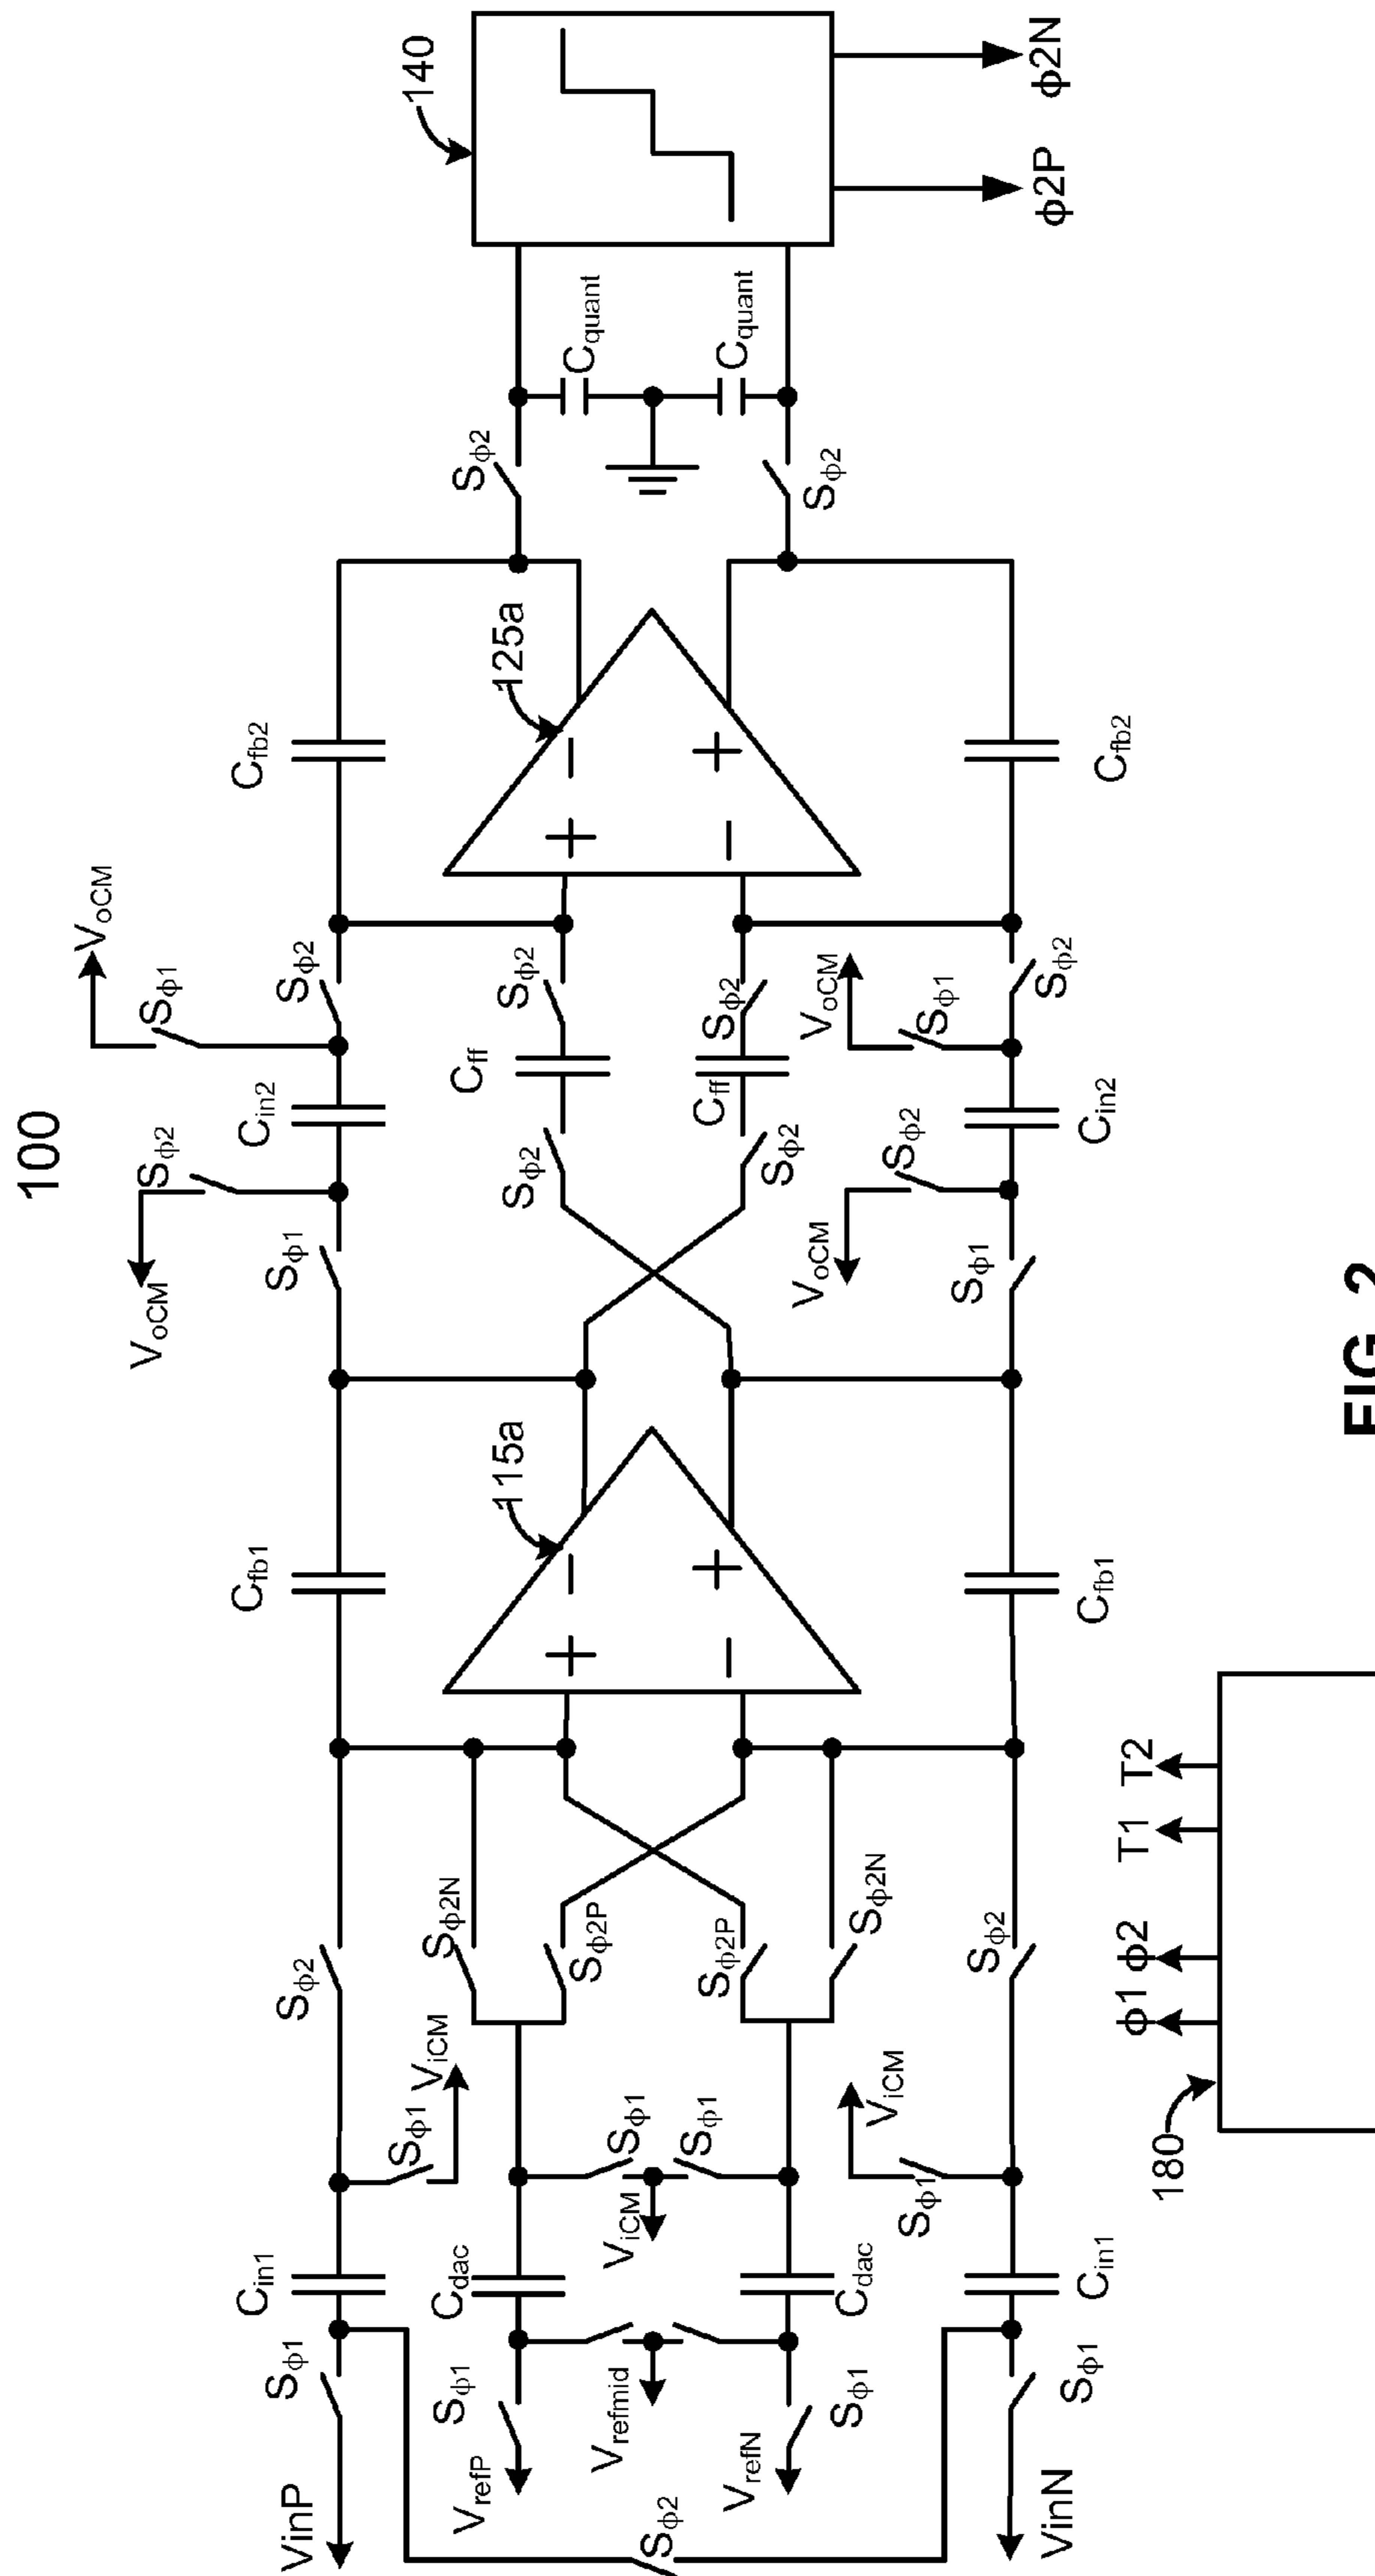 100
VinP
Sϕ1
Cin1
Sϕ1
ViCM
Sϕ2
Cfb1
Sϕ1
VoCM
Sϕ2
Cin2
Sϕ1
VoCM
Sϕ2
Cfb2
VrefP
Sϕ1
Cdac
Sϕ2N
Sϕ2P
+
−
115a
Sϕ2
Cff
Sϕ2
+
−
125a
Sϕ2
Cquant
140
Vrefmid
ViCM
Sϕ1
Sϕ1
Sϕ2
VrefN
Sϕ1
Cdac
Sϕ2P
Sϕ2N
−
+
Sϕ2
Cff
Sϕ2
−
+
Sϕ2
Cquant
ViCM
VoCM
Sϕ2
VoCM
Sϕ1
VinN
Sϕ1
Cin1
Sϕ1
Sϕ2
Cfb1
Sϕ1
Cin2
Sϕ2
Cfb2
ϕ2P
ϕ2N
180
ϕ1
ϕ2
T1
T2